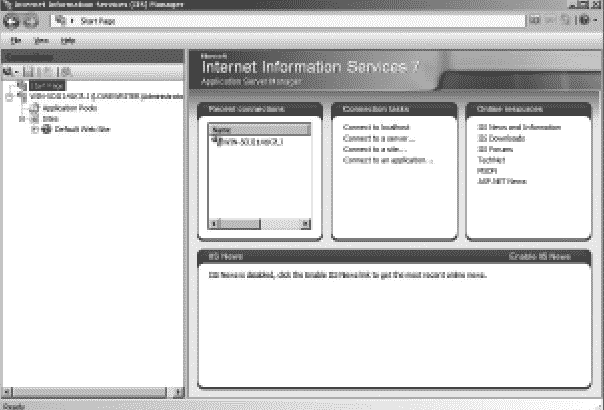 Internet Information Services (IIS) Manager
Start Page
File View Help
Connections
Start Page
Application Pools
Sites
Default Web Site
Microsoft
Internet Information Services 7
Application Server Manager
Recent connections
Name
Connection tasks
Connect to localhost
Connect to a server...
Connect to a site...
Connect to an application...
Online resources
IIS News and Information
IIS Downloads
IIS Forums
TechNet
MSDN
ASP.NET News
IIS News
Enable IIS News
IIS News is disabled, click the Enable IIS News link to get the most recent online news.
Ready